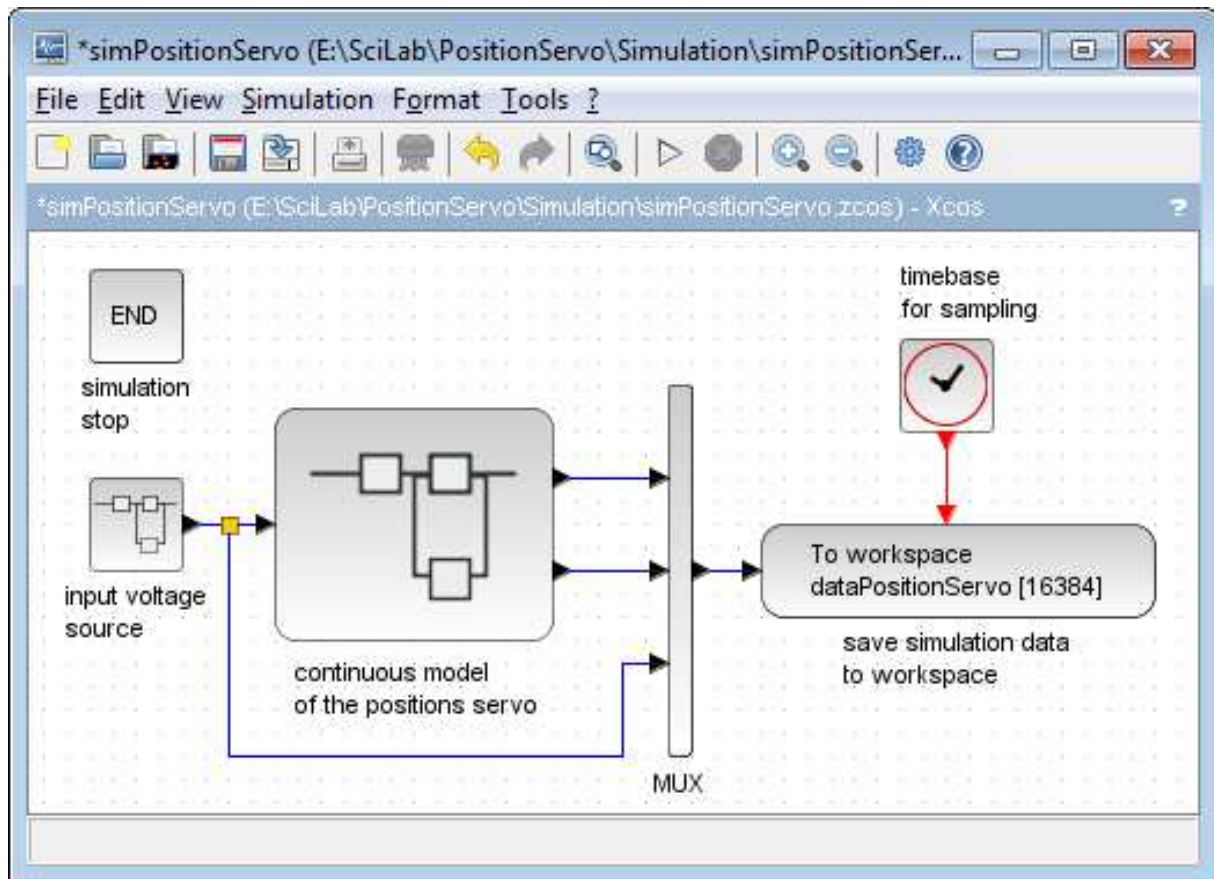 *simPositionServo (E:\SciLab\PositionServo\Simulation\simPositionSer...
File Edit View Simulation Format Tools ?
*simPositionServo (E:\SciLab\PositionServo\Simulation\simPositionServo.zcos) - Xcos
?
timebase
for sampling
END
simulation
stop
To workspace
dataPositionServo [16384]
input voltage
source
save simulation data
to workspace
continuous model
of the positions servo
MUX